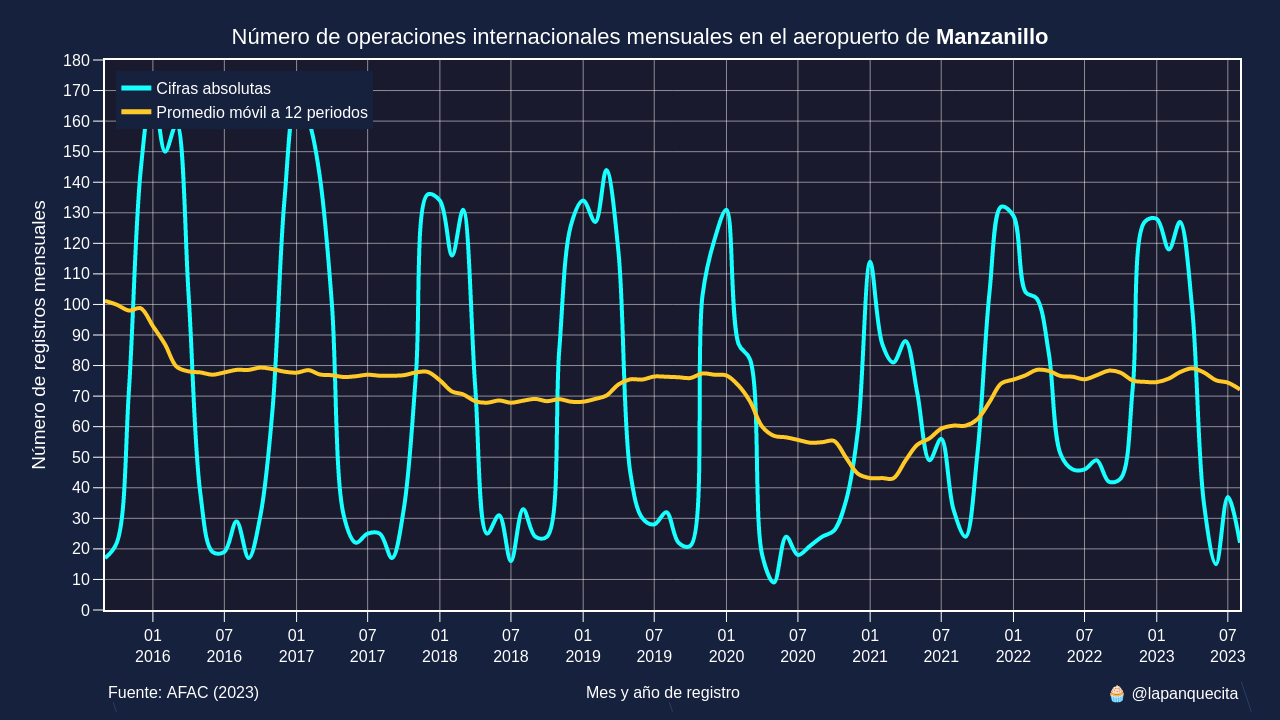 Número de operaciones internacionales mensuales en el aeropuerto de Manzanillo
Cifras absolutas
Promedio móvil a 12 periodos
Número de registros mensuales
180
170
160
150
140
130
120
110
100
90
80
70
60
50
40
30
20
10
0
01 07 01 07 01 07 01 07 01 07 01 07 01 07 01 07
2016 2016 2017 2017 2018 2018 2019 2019 2020 2020 2021 2021 2022 2022 2023 2023
Fuente: AFAC (2023)
Mes y año de registro
🧁 @lapanquecita